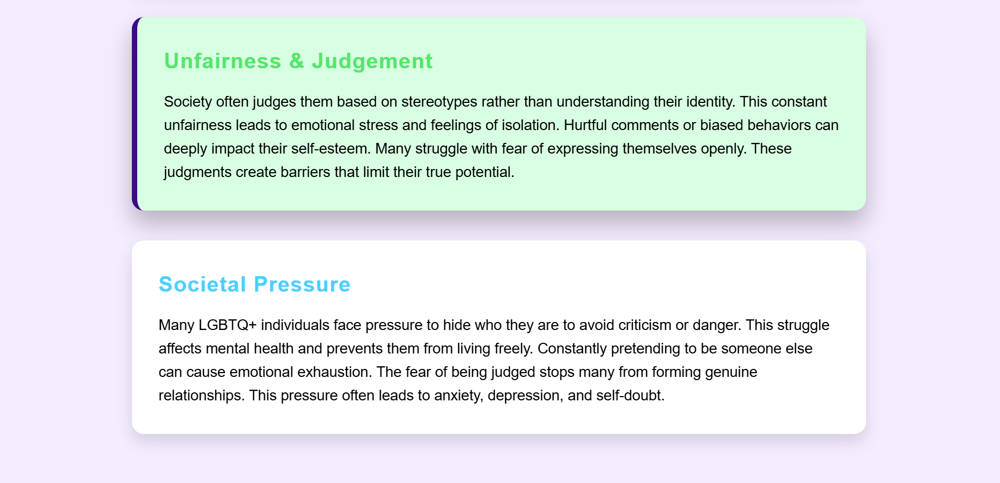 Unfairness & Judgement
Society often judges them based on stereotypes rather than understanding their identity. This constant
unfairness leads to emotional stress and feelings of isolation. Hurtful comments or biased behaviors can
deeply impact their self-esteem. Many struggle with fear of expressing themselves openly. These
judgments create barriers that limit their true potential.
Societal Pressure
Many LGBTQ+ individuals face pressure to hide who they are to avoid criticism or danger. This struggle
affects mental health and prevents them from living freely. Constantly pretending to be someone else
can cause emotional exhaustion. The fear of being judged stops many from forming genuine
relationships. This pressure often leads to anxiety, depression, and self-doubt.